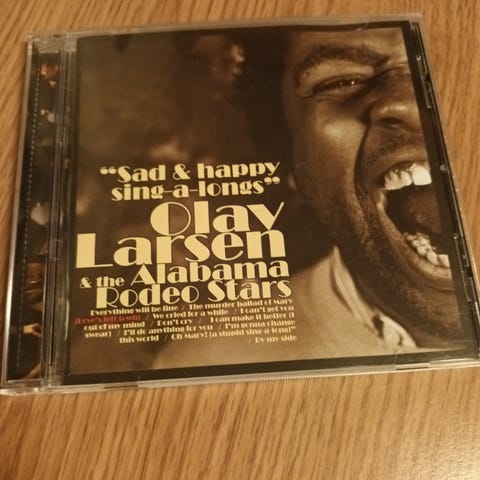 “Sad & happy
sing-a-longs”
Olav
Larsen
& the Alabama
Rodeo Stars
Everything will be fine / The murder ballad of Mary
(Love's left town) / We cried for a while / I can't get you
out of my mind / Don't cry / I can make it better (I
swear) / I'll do anything for you / "I'm gonna change
this world / Oh Mary! (a stupid sing-a-long)"
By my side